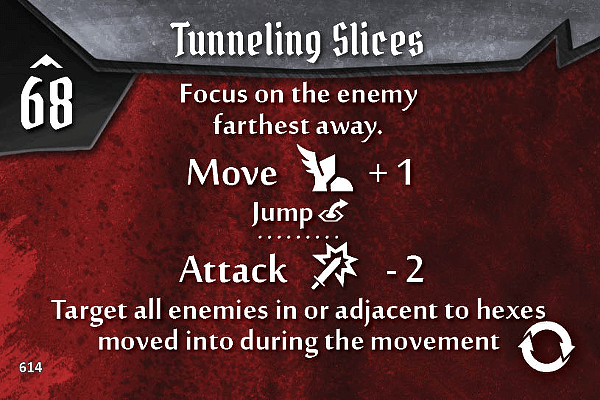 Tunneling Slices
68
Focus on the enemy
farthest away.
Move + 1
Jump
Attack - 2
Target all enemies in or adjacent to hexes
moved into during the movement
614